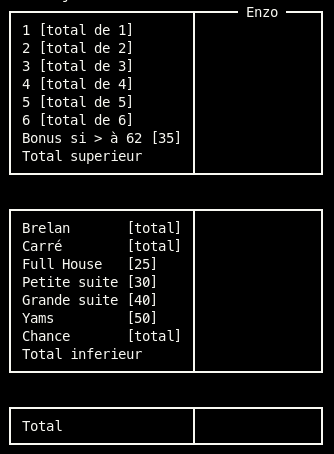 Enzo
1 [total de 1]
2 [total de 2]
3 [total de 3]
4 [total de 4]
5 [total de 5]
6 [total de 6]
Bonus si > à 62 [35]
Total superieur
Brelan [total]
Carré [total]
Full House [25]
Petite suite [30]
Grande suite [40]
Yams [50]
Chance [total]
Total inferieur
Total